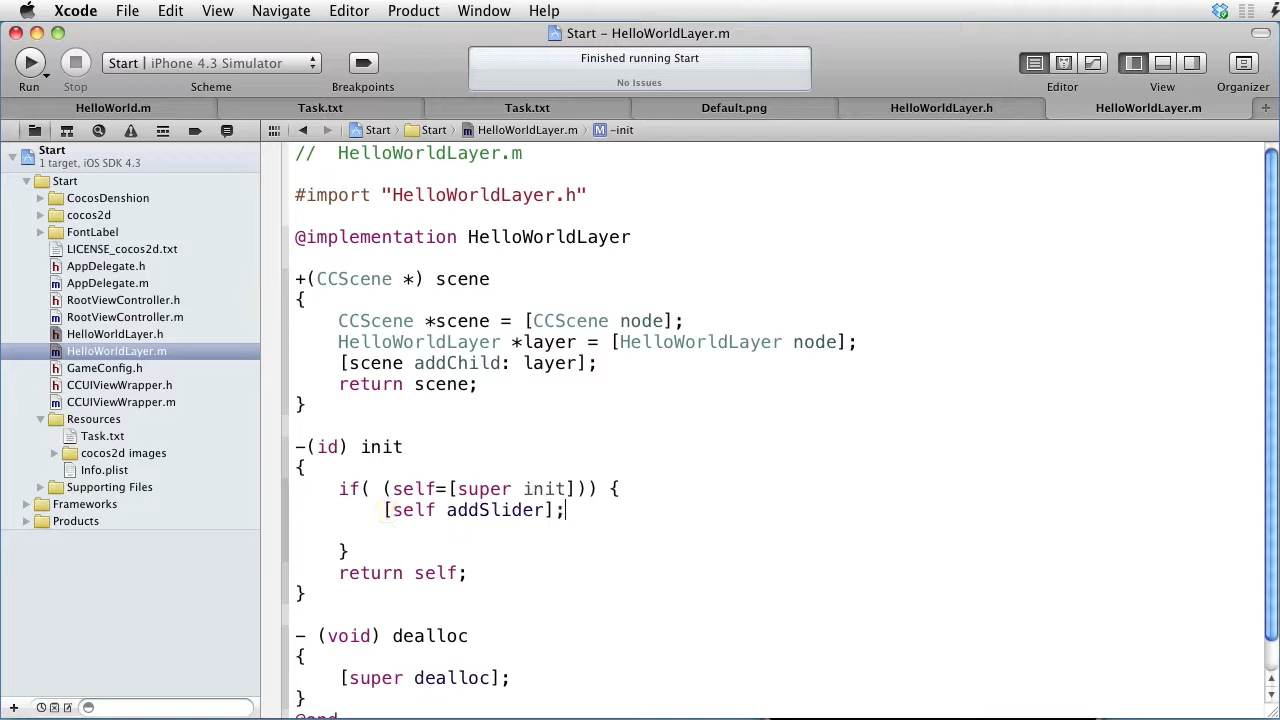 Xcode File Edit View Navigate Editor Product Window Help
Start – HelloWorldLayer.m
Start | iPhone 4.3 Simulator
Finished running Start
No Issues
Run Stop Scheme Breakpoints Editor View Organizer
HelloWorld.m Task.txt Task.txt Default.png HelloWorldLayer.h HelloWorldLayer.m
Start Start HelloWorldLayer.m M -init
Start
1 target, iOS SDK 4.3
Start
CocosDenshion
cocos2d
FontLabel
LICENSE_cocos2d.txt
h AppDelegate.h
m AppDelegate.m
h RootViewController.h
m RootViewController.m
h HelloWorldLayer.h
m HelloWorldLayer.m
h GameConfig.h
h CCUIViewWrapper.h
m CCUIViewWrapper.m
Resources
Task.txt
cocos2d images
Info.plist
Supporting Files
Frameworks
Products
// HelloWorldLayer.m
#import "HelloWorldLayer.h"
@implementation HelloWorldLayer
+(CCScene *) scene
{
CCScene *scene = [CCScene node];
HelloWorldLayer *layer = [HelloWorldLayer node];
[scene addChild: layer];
return scene;
}
-(id) init
{
if( (self=[super init])) {
[self addSlider];
}
return self;
}
- (void) dealloc
{
[super dealloc];
}
@end